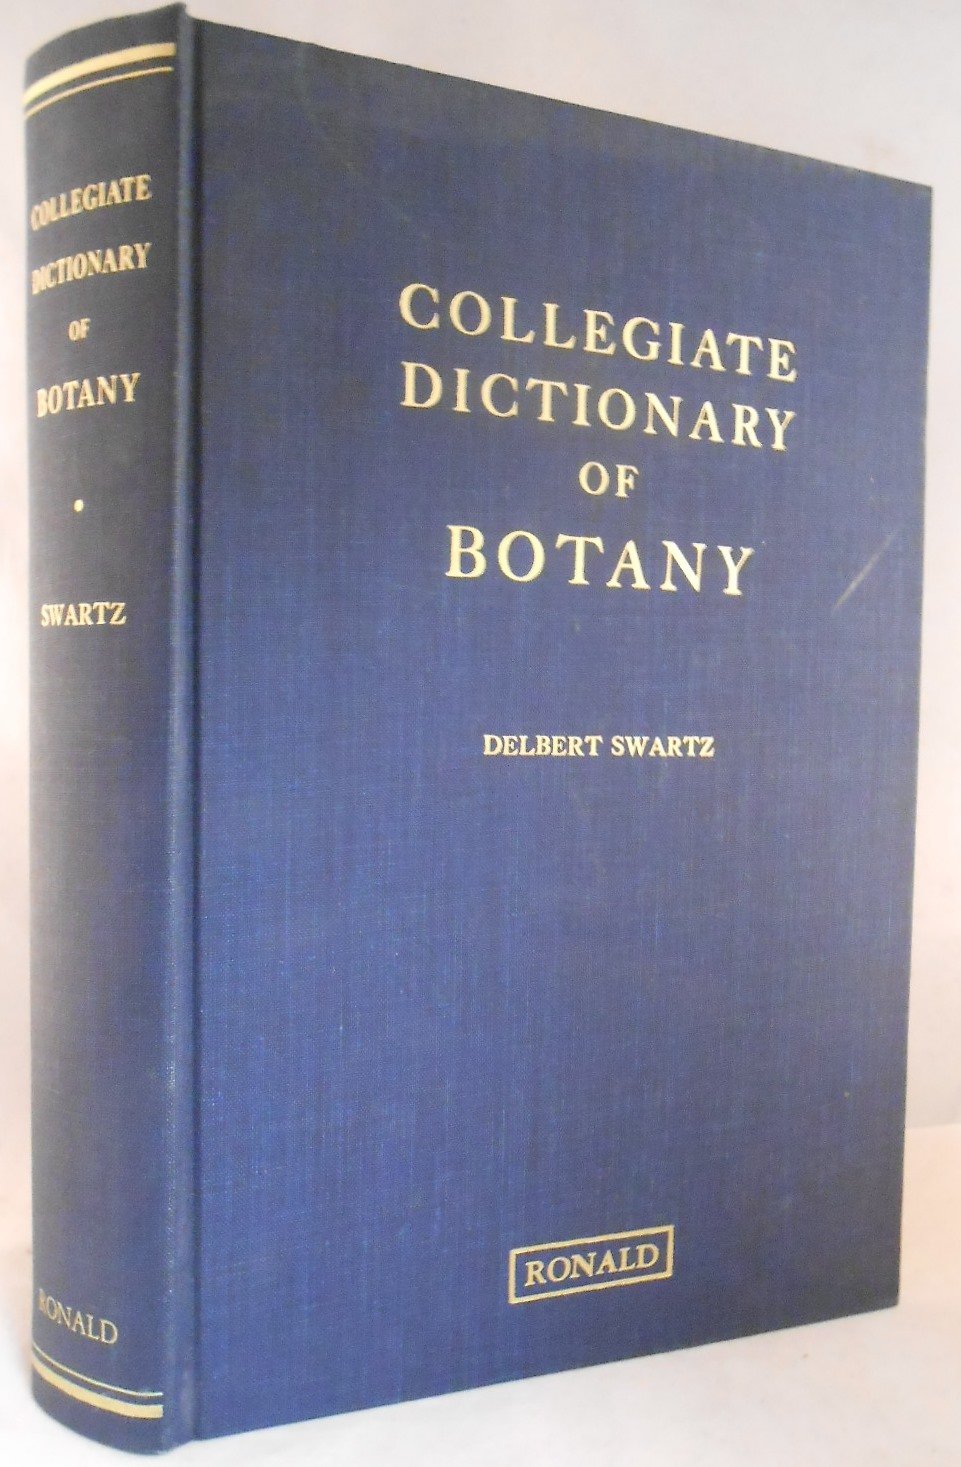 COLLEGIATE
DICTIONARY
OF
BOTANY
SWARTZ
RONALD
COLLEGIATE
DICTIONARY
OF
BOTANY
DELBERT SWARTZ
RONALD